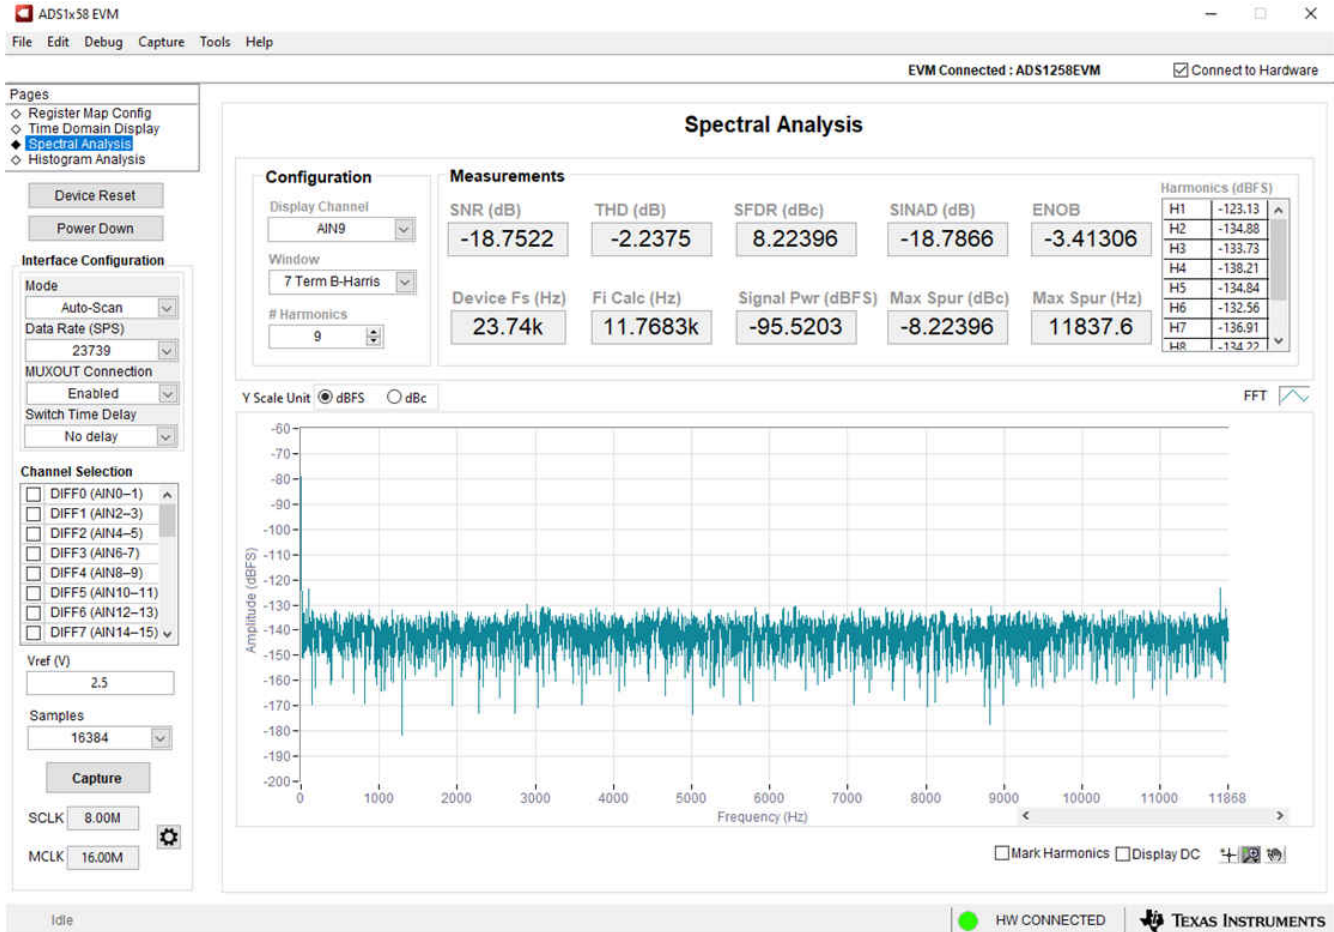 ADS1x58 EVM
File Edit Debug Capture Tools Help
EVM Connected : ADS1258EVM Connect to Hardware
Pages
Register Map Config
Time Domain Display
Spectral Analysis
Histogram Analysis
Device Reset
Power Down
Interface Configuration
Mode
Auto-Scan
Data Rate (SPS)
23739
MUXOUT Connection
Enabled
Switch Time Delay
No delay
Channel Selection
DIFF0 (AIN0–1)
DIFF1 (AIN2–3)
DIFF2 (AIN4–5)
DIFF3 (AIN6-7)
DIFF4 (AIN8–9)
DIFF5 (AIN10–11)
DIFF6 (AIN12–13)
DIFF7 (AIN14–15)
Vref (V)
2.5
Samples
16384
Capture
SCLK 8.00M
MCLK 16.00M
Spectral Analysis
Configuration
Display Channel
AIN9
Window
7 Term B-Harris
# Harmonics
9
Measurements
SNR (dB) THD (dB) SFDR (dBc) SINAD (dB) ENOB
-18.7522 -2.2375 8.22396 -18.7866 -3.41306
Device Fs (Hz) Fi Calc (Hz) Signal Pwr (dBFS) Max Spur (dBc) Max Spur (Hz)
23.74k 11.7683k -95.5203 -8.22396 11837.6
Harmonics (dBFS)
H1 -123.13
H2 -134.88
H3 -133.73
H4 -138.21
H5 -134.84
H6 -132.56
H7 -136.91
H8 -134.22
Y Scale Unit dBFS dBc
FFT
Amplitude (dBFS)
-60
-70
-80
-90
-100
-110
-120
-130
-140
-150
-160
-170
-180
-190
-200
0 1000 2000 3000 4000 5000 6000 7000 8000 9000 10000 11000 11868
Frequency (Hz)
Mark Harmonics Display DC
Idle
HW CONNECTED
TEXAS INSTRUMENTS